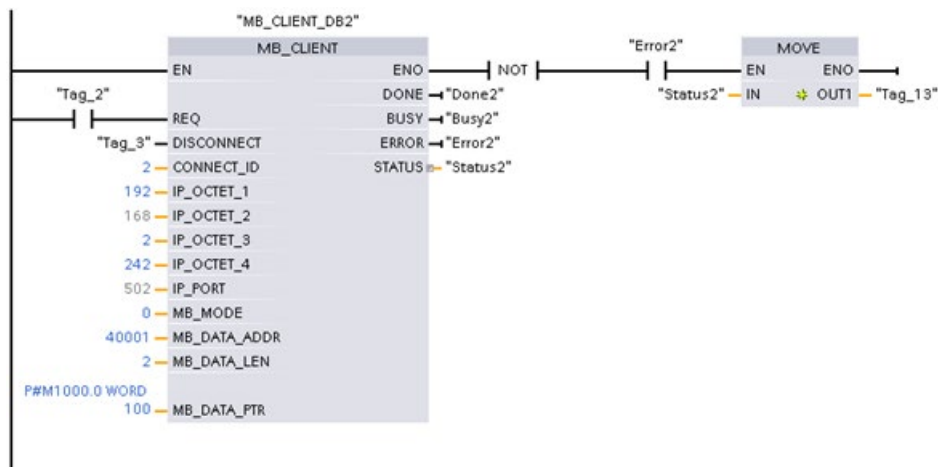 "MB_CLIENT_DB2"
MB_CLIENT
EN ENO
NOT
"Error2"
MOVE
EN ENO
"Status2" IN OUT1 "Tag_13"
DONE "Done2"
"Tag_2"
REQ BUSY "Busy2"
"Tag_3" DISCONNECT ERROR "Error2"
2 CONNECT_ID STATUS "Status2"
192 IP_OCTET_1
168 IP_OCTET_2
2 IP_OCTET_3
242 IP_OCTET_4
502 IP_PORT
0 MB_MODE
40001 MB_DATA_ADDR
2 MB_DATA_LEN
P#M1000.0 WORD
100 MB_DATA_PTR